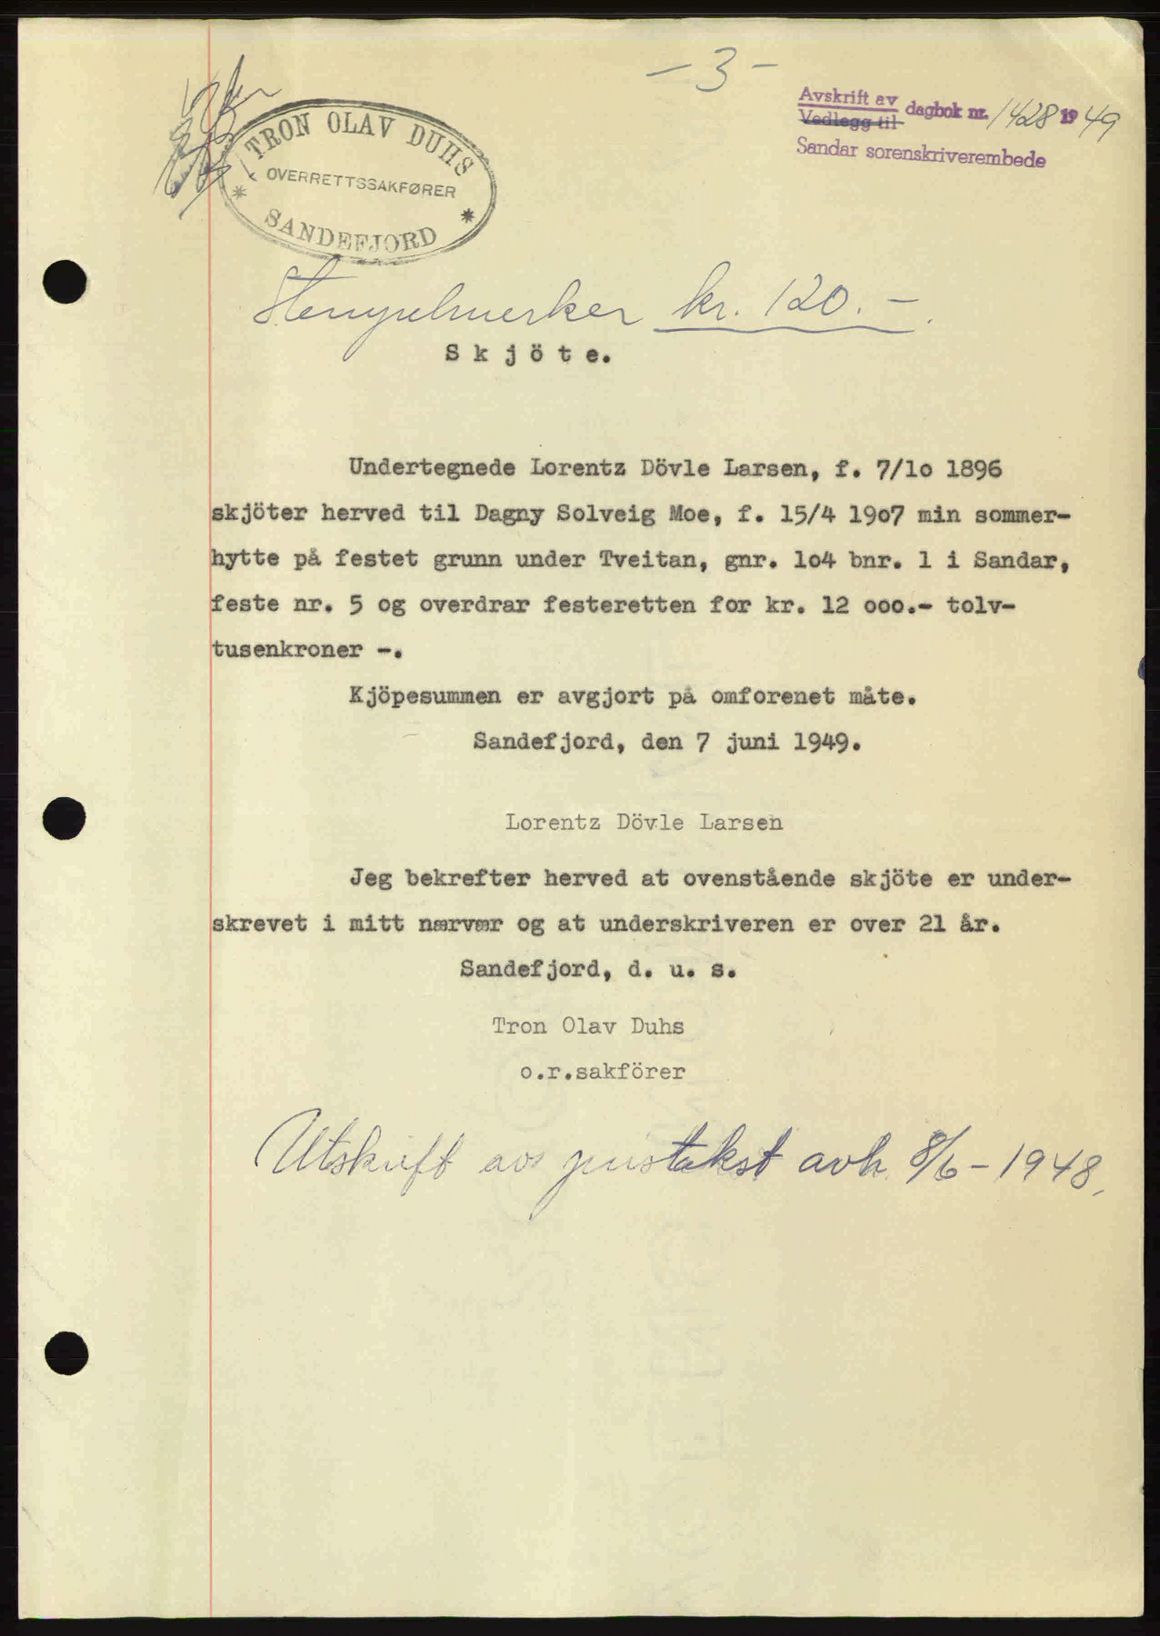 - 3 -
Avskrift av
Vedlegg til
dagbok nr. 1428 1949
Sandar sorenskriverembede
TRON OLAV DUHS
OVERRETTSSAKFØRER
SANDEFJORD
Stempelmerker kr. 120.-.
Skjöte.
Undertegnede Lorentz Dövle Larsen, f. 7/1o 1896
skjöter herved til Dagny Solveig Moe, f. 15/4 19o7 min sommer-
hytte på festet grunn under Tveitan, gnr. 1o4 bnr. 1 i Sandar,
feste nr. 5 og overdrar festeretten for kr. 12 ooo.- tolv-
tusenkroner -.
Kjöpesummen er avgjort på omforenet måte.
Sandefjord, den 7 juni 1949.
Lorentz Dövle Larsen
Jeg bekrefter herved at ovenstående skjöte er under-
skrevet i mitt nærvær og at underskriveren er over 21 år.
Sandefjord, d. u. s.
Tron Olav Duhs
o.r.sakförer
Utskrift av pristakst avh. 8/6-1948.